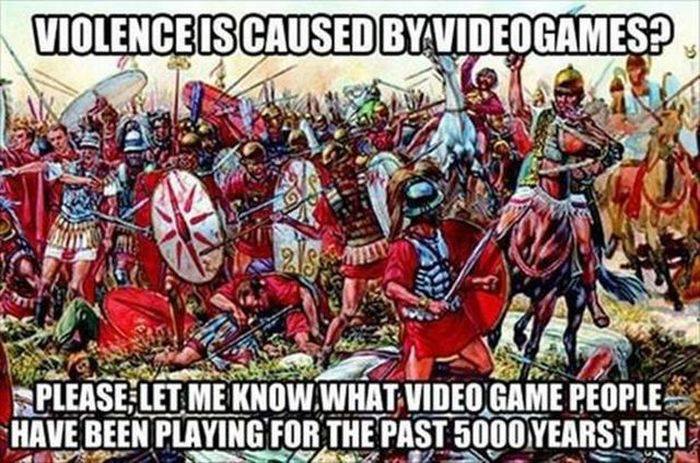 VIOLENCE IS CAUSED BY VIDEOGAMES?
PLEASE, LET ME KNOW WHAT VIDEO GAME PEOPLE
HAVE BEEN PLAYING FOR THE PAST 5000 YEARS THEN